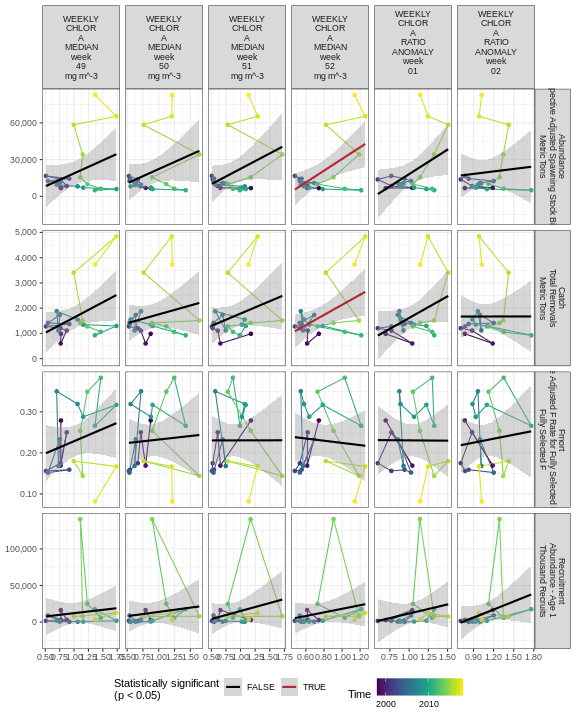 WEEKLY
CHLOR
A
MEDIAN
week
49
mg m^-3
WEEKLY
CHLOR
A
MEDIAN
week
50
mg m^-3
WEEKLY
CHLOR
A
MEDIAN
week
51
mg m^-3
WEEKLY
CHLOR
A
MEDIAN
week
52
mg m^-3
WEEKLY
CHLOR
A
RATIO
ANOMALY
week
01
WEEKLY
CHLOR
A
RATIO
ANOMALY
week
02
60,000
30,000
0
Abundance
pective Adjusted Spawning Stock Bi
Metric Tons
5,000
4,000
3,000
2,000
1,000
0
Catch
Total Removals
Metric Tons
0.30
0.20
0.10
Fmort
Adjusted F Rate for Fully Selected
Fully Selected F
100,000
50,000
0
Recruitment
Abundance - Age 1
Thousand Recruits
0.50 0.75 1.00 1.25 1.50 1.75
0.50 0.75 1.00 1.25 1.50
0.50 0.75 1.00 1.25 1.50 1.75
0.60 0.80 1.00 1.20
0.75 1.00 1.25 1.50
0.90 1.20 1.50 1.80
Statistically significant
(p < 0.05)
FALSE
TRUE
Time
2000
2010